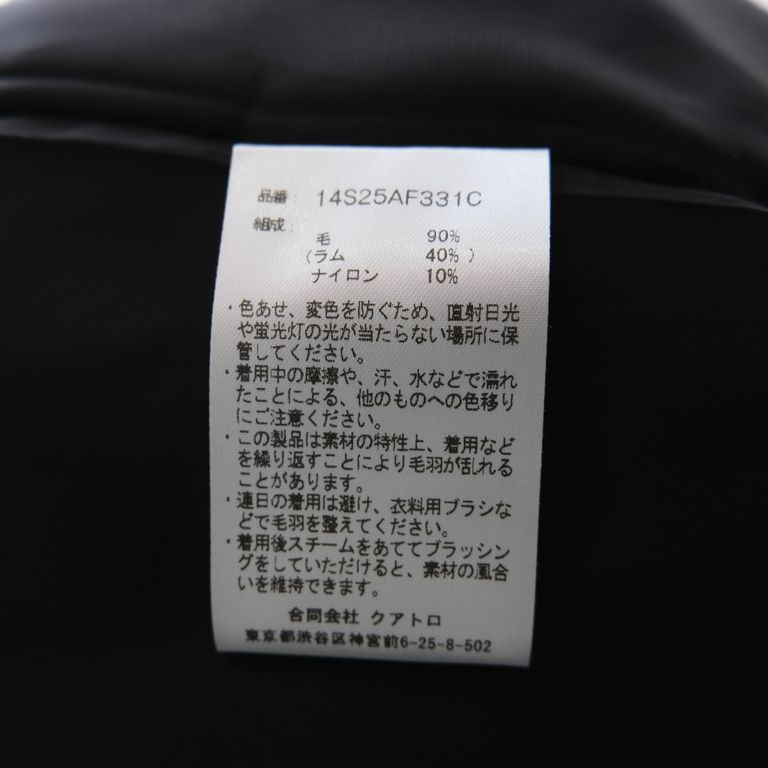 品番: 14S25AF331C
組成:
毛 90%
(ラム 40% )
ナイロン 10%
・色あせ、変色を防ぐため、直射日光
や蛍光灯の光が当たらない場所に保
管してください。
・着用中の摩擦や、汗、水などで濡れ
たことによる、他のものへの色移り
にご注意ください。
・この製品は素材の特性上、着用など
を繰り返すことにより毛羽が乱れる
ことがあります。
・連日の着用は避け、衣料用ブラシな
どで毛羽を整えてください。
・着用後スチームをあててブラッシン
グをしていただけると、素材の風合
いを維持できます。
合同会社 クアトロ
東京都渋谷区神宮前6-25-8-502